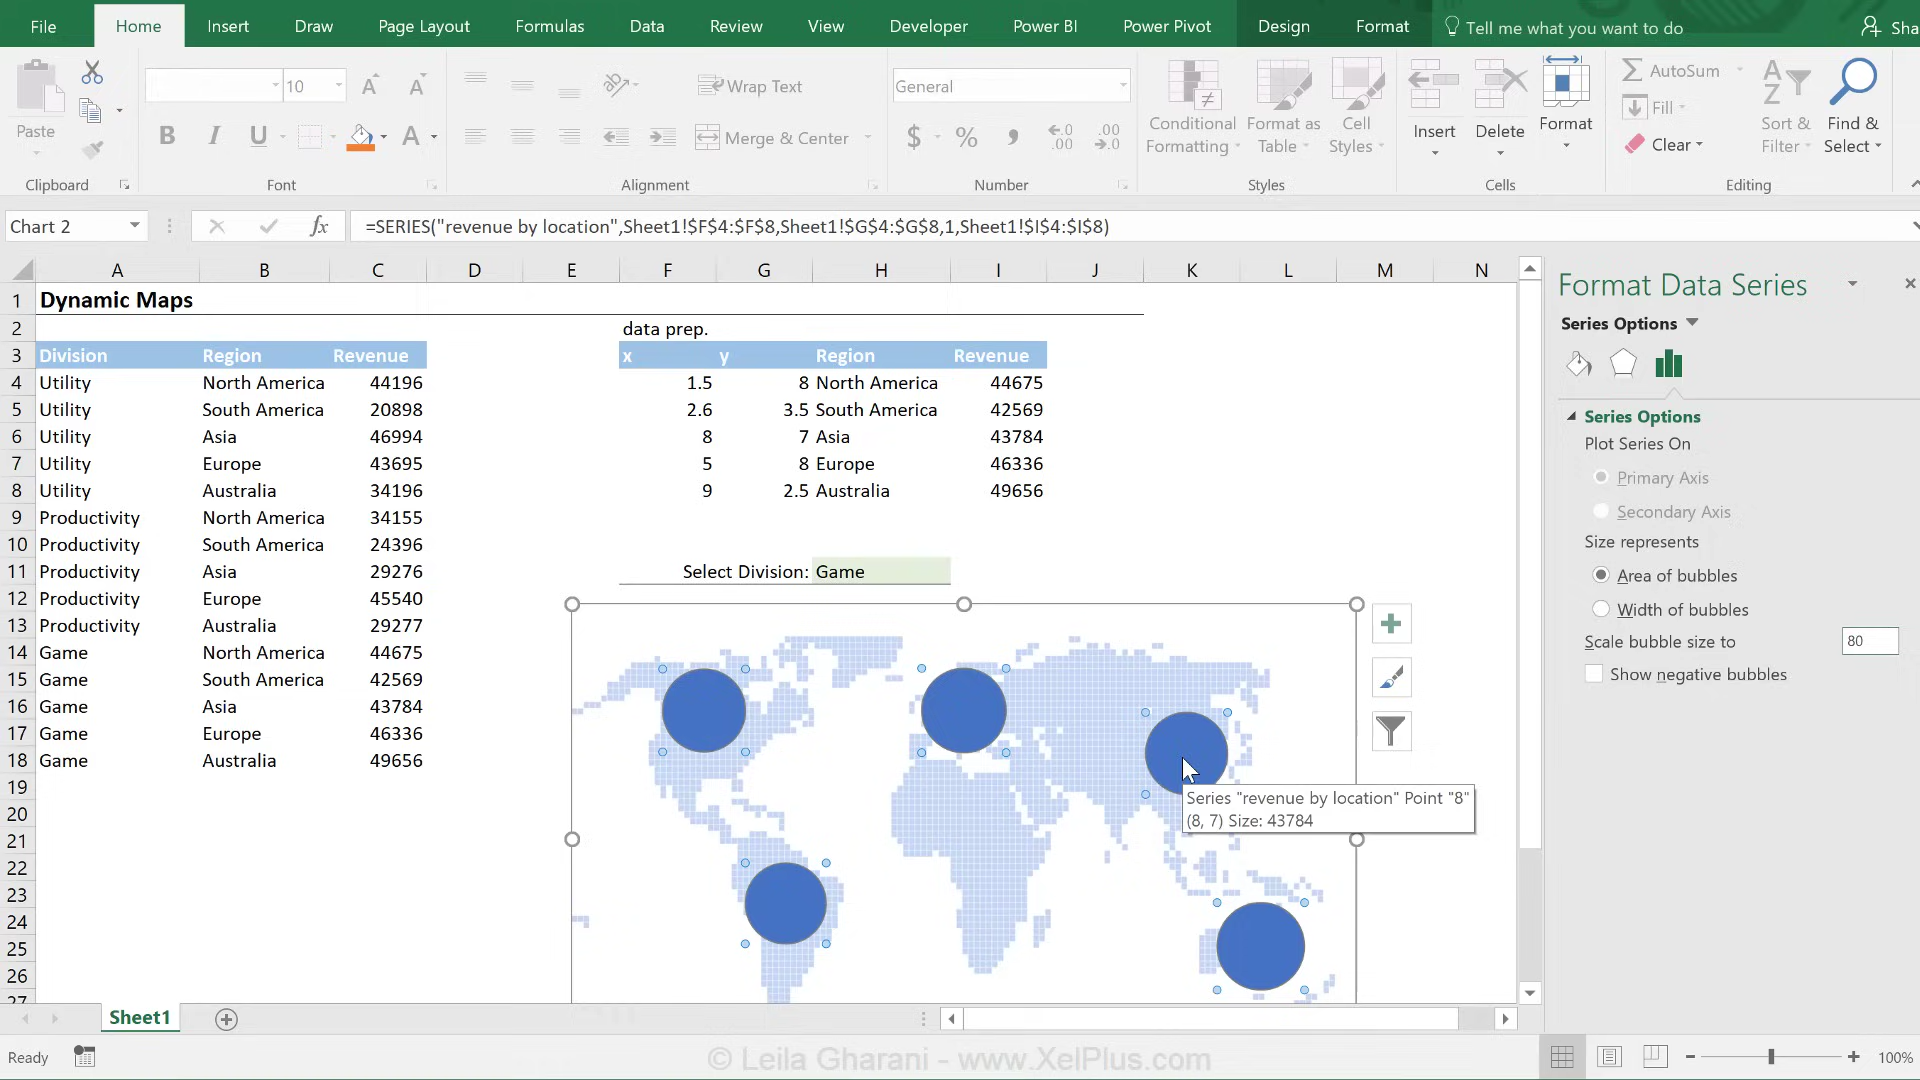 File Home Insert Draw Page Layout Formulas Data Review View Developer Power BI Power Pivot Design Format Tell me what you want to do Sha
10 Wrap Text General AutoSum
Paste B I U A Merge & Center $ % , Conditional Formatting Format as Table Cell Styles Insert Delete Format Fill Clear Sort & Filter Find & Select
Clipboard Font Alignment Number Styles Cells Editing
Chart 2 fx =SERIES("revenue by location",Sheet1!$F$4:$F$8,Sheet1!$G$4:$G$8,1,Sheet1!$I$4:$I$8)
A B C D E F G H I J K L M N
1 Dynamic Maps
2 data prep.
3 Division Region Revenue x y Region Revenue
4 Utility North America 44196 1.5 8 North America 44675
5 Utility South America 20898 2.6 3.5 South America 42569
6 Utility Asia 46994 8 7 Asia 43784
7 Utility Europe 43695 5 8 Europe 46336
8 Utility Australia 34196 9 2.5 Australia 49656
9 Productivity North America 34155
10 Productivity South America 24396
11 Productivity Asia 29276 Select Division: Game
12 Productivity Europe 45540
13 Productivity Australia 29277
14 Game North America 44675
15 Game South America 42569
16 Game Asia 43784
17 Game Europe 46336
18 Game Australia 49656
19
20
21
22
23
24
25
26
27
Series "revenue by location" Point "8"
(8, 7) Size: 43784
Format Data Series
Series Options
Series Options
Plot Series On
Primary Axis
Secondary Axis
Size represents
Area of bubbles
Width of bubbles
Scale bubble size to 80
Show negative bubbles
Sheet1
Ready © Leila Gharani - www.XelPlus.com 100%